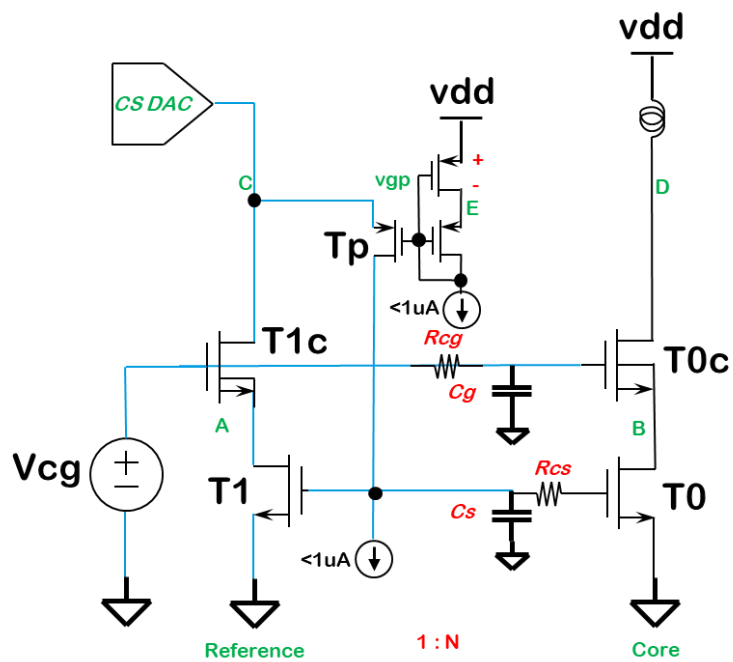 vdd
CS DAC
vdd
C
vgp
+
-
D
E
Tp
<1uA
T1c
Rcg
T0c
Cg
A
B
Vcg
+
−
T1
Rcs
T0
Cs
<1uA
Reference
1 : N
Core